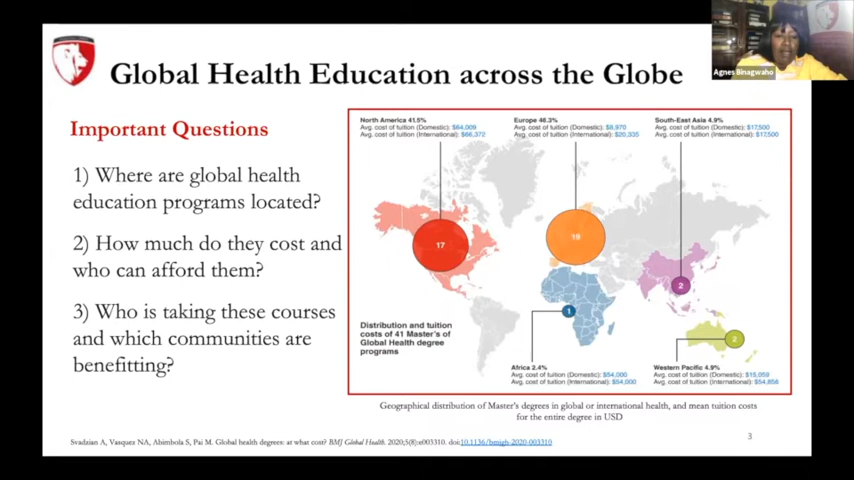 Agnes Binagwaho
Global Health Education across the Globe
Important Questions
1) Where are global health
education programs located?
2) How much do they cost and
who can afford them?
3) Who is taking these courses
and which communities are
benefitting?
North America 41.5%
Avg. cost of tuition (Domestic): $64,009
Avg. cost of tuition (International): $66,372
Europe 46.3%
Avg. cost of tuition (Domestic): $8,970
Avg. cost of tuition (International): $20,335
South-East Asia 4.9%
Avg. cost of tuition (Domestic): $17,500
Avg. cost of tuition (International): $17,500
17
19
2
1
2
Distribution and tuition
costs of 41 Master's of
Global Health degree
programs
Africa 2.4%
Avg. cost of tuition (Domestic): $54,000
Avg. cost of tuition (International): $54,000
Western Pacific 4.9%
Avg. cost of tuition (Domestic): $15,059
Avg. cost of tuition (International): $54,858
Geographical distribution of Master's degrees in global or international health, and mean tuition costs
for the entire degree in USD
Svadzian A, Vasquez NA, Abimbola S, Pai M. Global health degrees: at what cost? BMJ Global Health. 2020;5(8):e003310. doi:10.1136/bmjgh-2020-003310
3